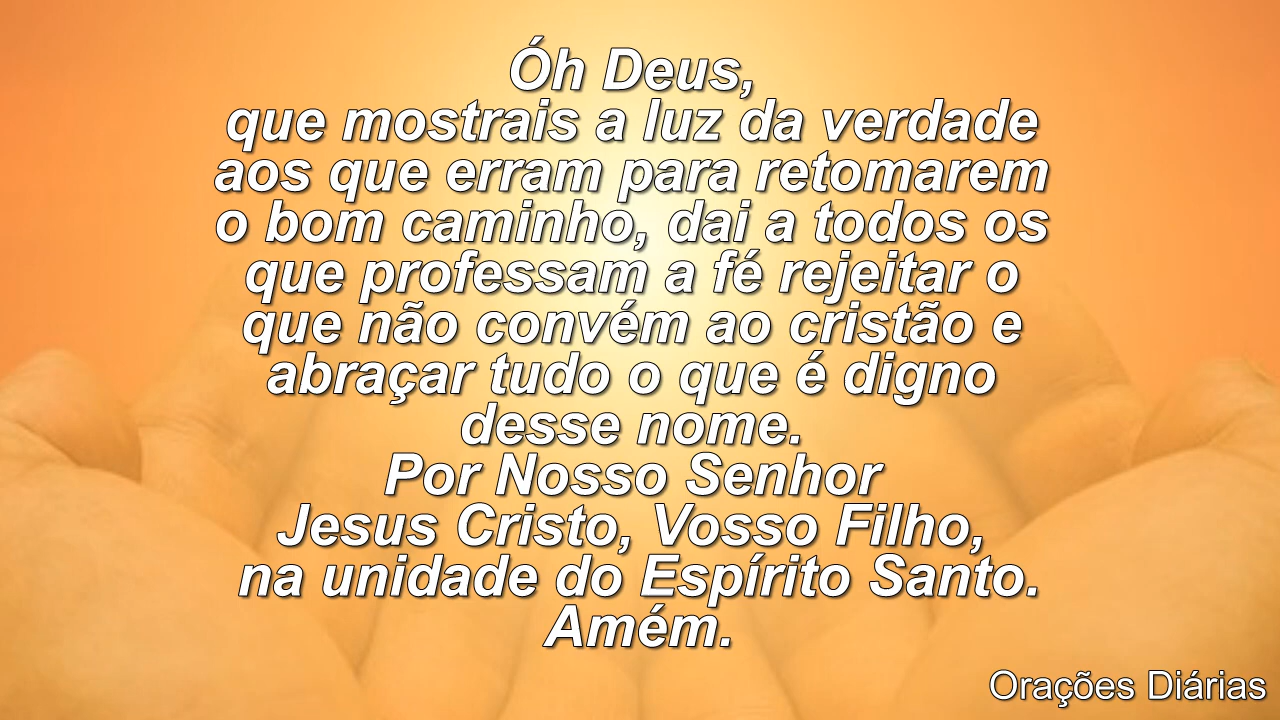 Óh Deus,
que mostrais a luz da verdade
aos que erram para retomarem
o bom caminho, dai a todos os
que professam a fé rejeitar o
que não convém ao cristão e
abraçar tudo o que é digno
desse nome.
Por Nosso Senhor
Jesus Cristo, Vosso Filho,
na unidade do Espírito Santo.
Amém.
Orações Diárias